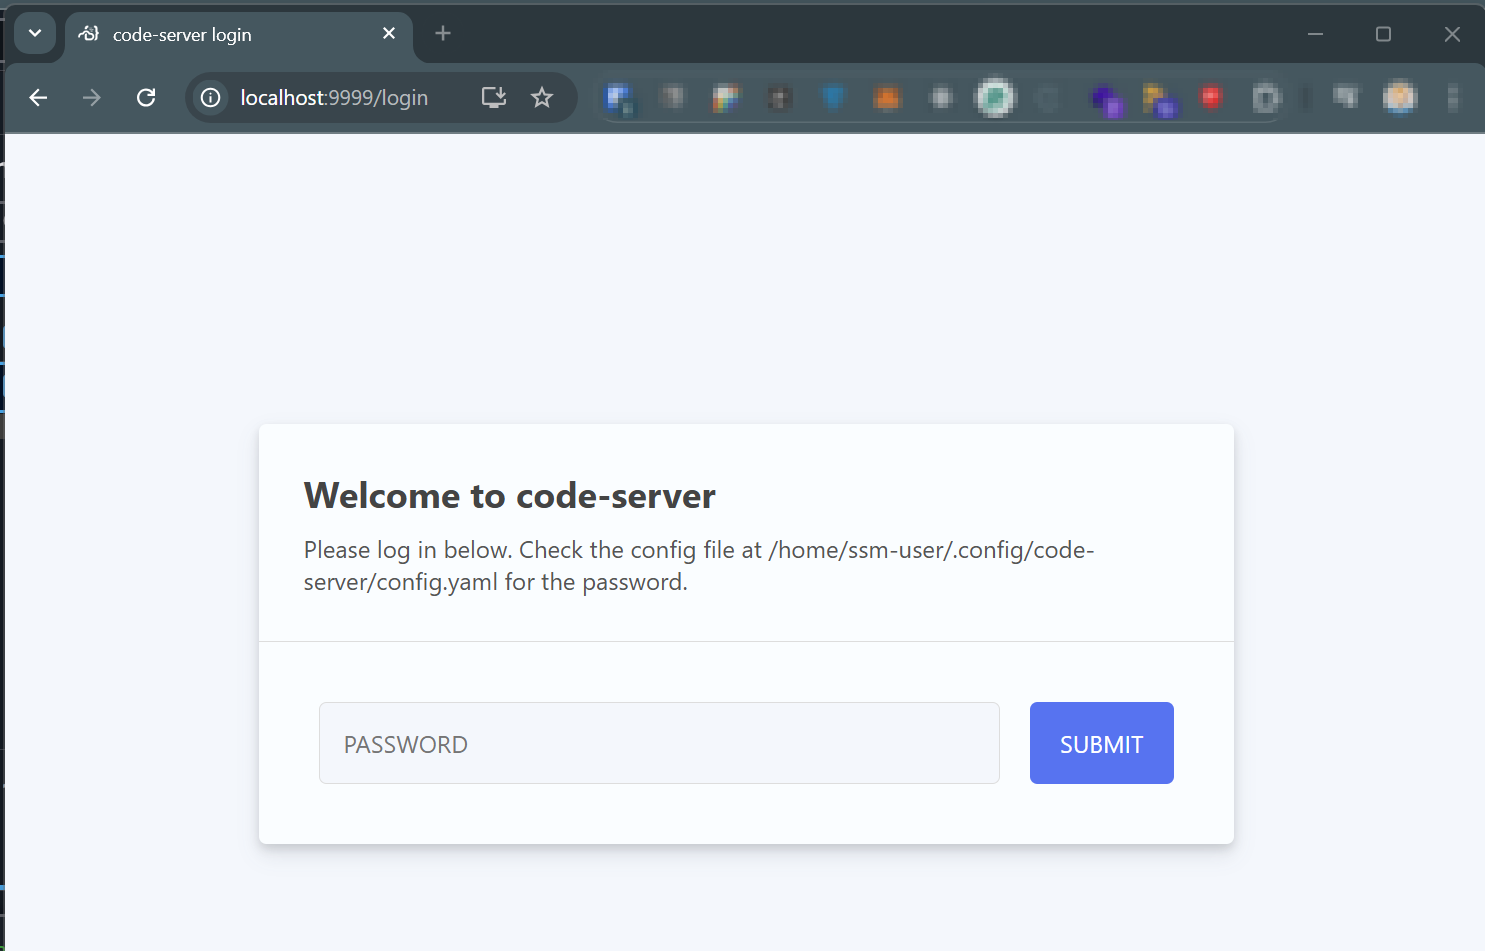 code-server login
localhost:9999/login
Welcome to code-server
Please log in below. Check the config file at /home/ssm-user/.config/code-
server/config.yaml for the password.
PASSWORD
SUBMIT